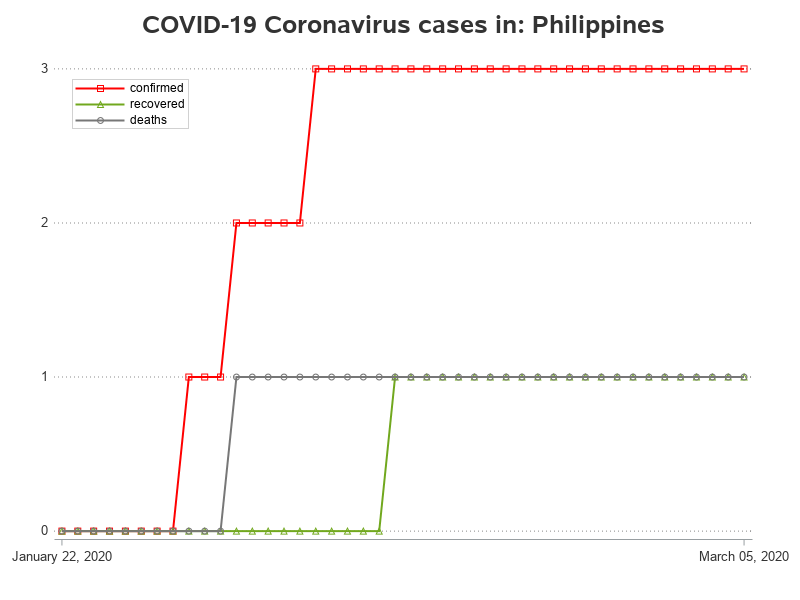 COVID-19 Coronavirus cases in: Philippines
3
confirmed
recovered
deaths
2
1
0
January 22, 2020
March 05, 2020